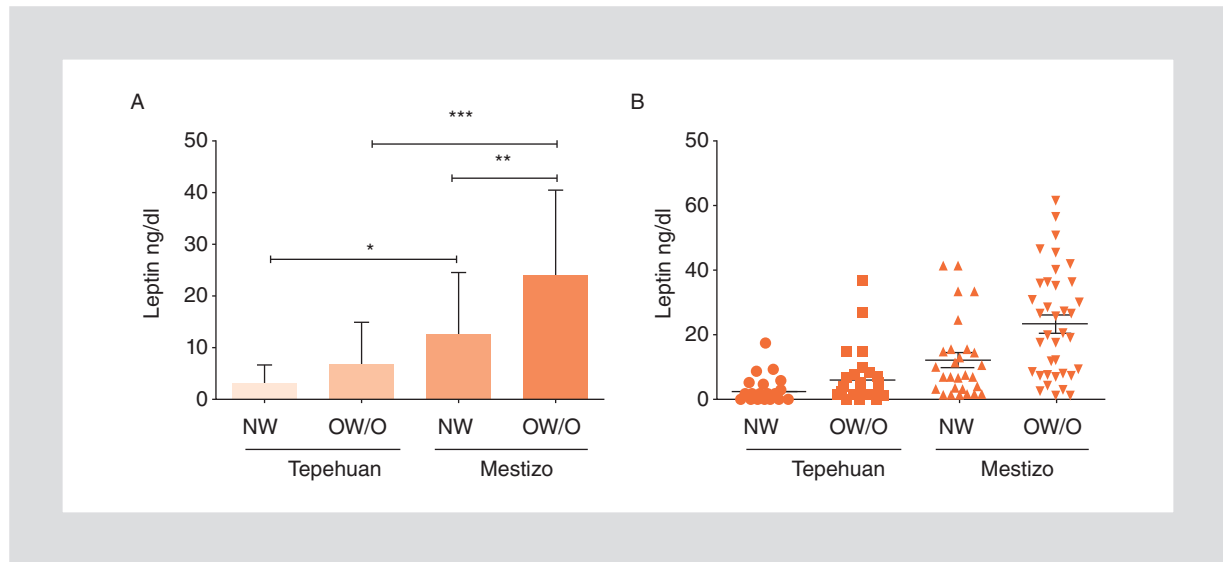 A
Leptin ng/dl
50
40
30
20
10
0
***
**
*
NW OW/O NW OW/O
Tepehuan Mestizo
B
Leptin ng/dl
50
60
40
20
0
NW OW/O NW OW/O
Tepehuan Mestizo